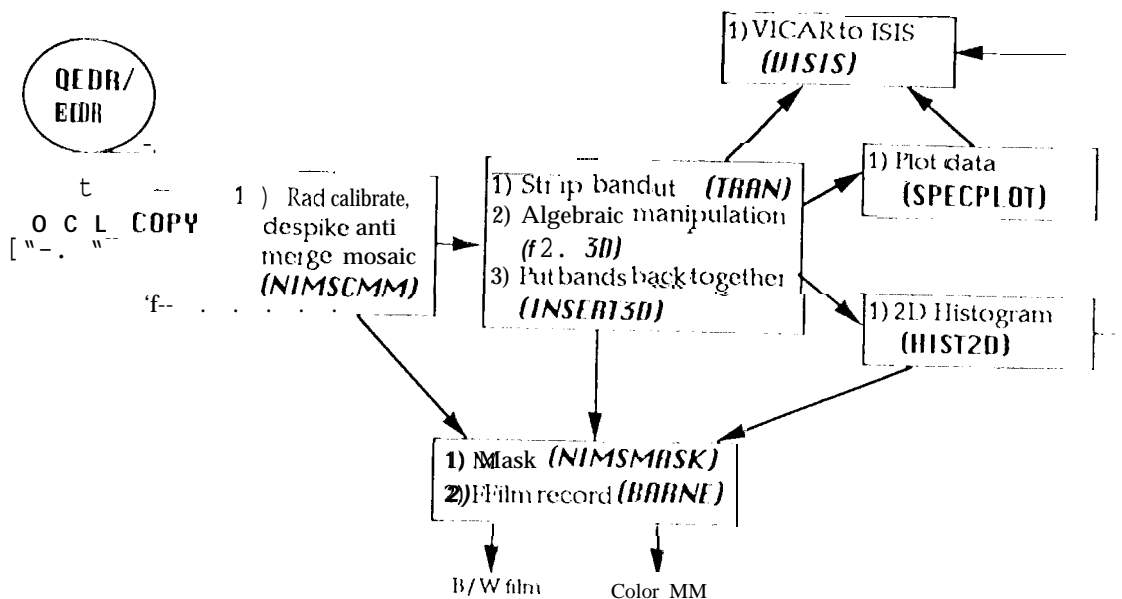 QEDR/
EDR
t
O C L COPY
1 ) Rad calibrate,
despike anti
merge mosaic
(NIMSCMM)
1) Strip bandut (TRAN)
2) Algebraic manipulation
(f 2. 3D)
3) Put bands back together
(INSERT3D)
1) VICAR to ISIS
(VISIS)
1) Plot data
(SPECPLOT)
1) 2D Histogram
(HIST2D)
1) Mask (NIMSMASK)
2) Film record (BARNE)
B/W film
Color MM